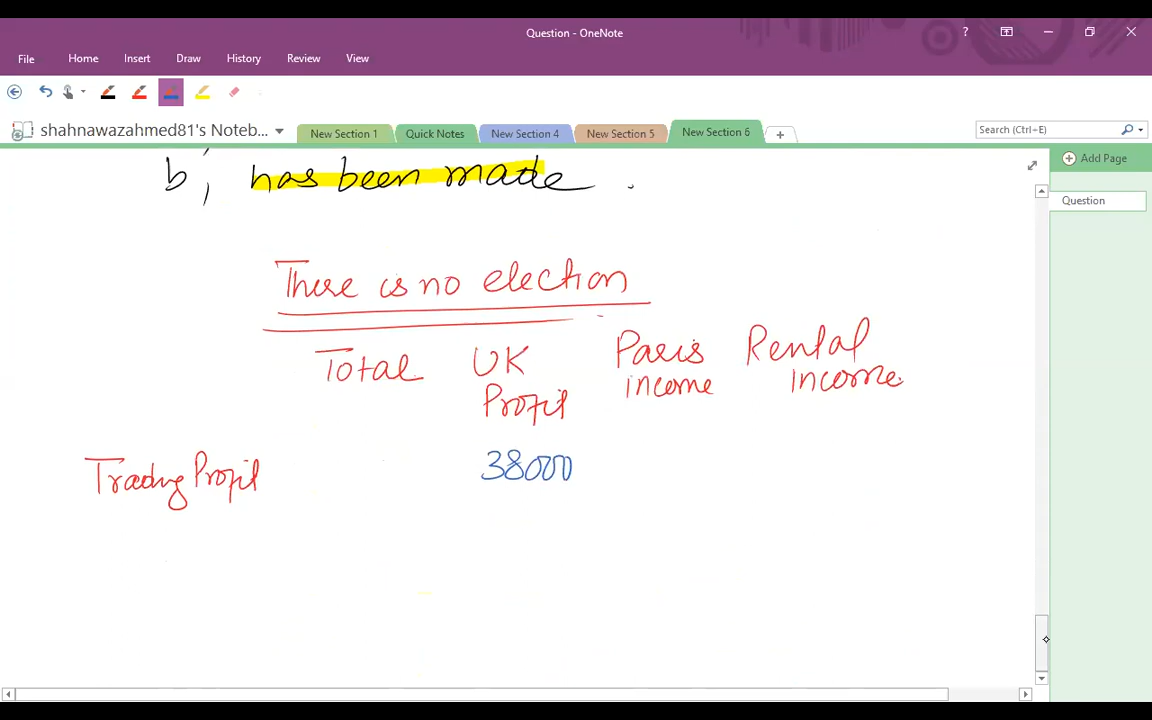 Question - OneNote
?
File Home Insert Draw History Review View
shahnawazahmed81's Noteb...
New Section 1
Quick Notes
New Section 4
New Section 5
New Section 6
Search (Ctrl+E)
Add Page
Question
b, has been made .
There is no election
Total UK Profit Paris income Rental income
Trading Profit 38000